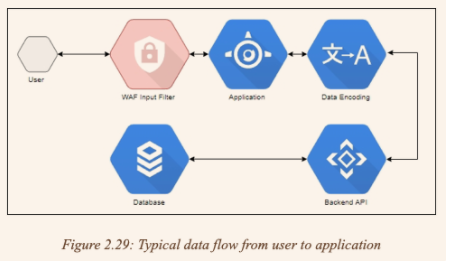 User
WAF Input Filter
Application
文→A
Data Encoding
Database
Backend API
Figure 2.29: Typical data flow from user to application